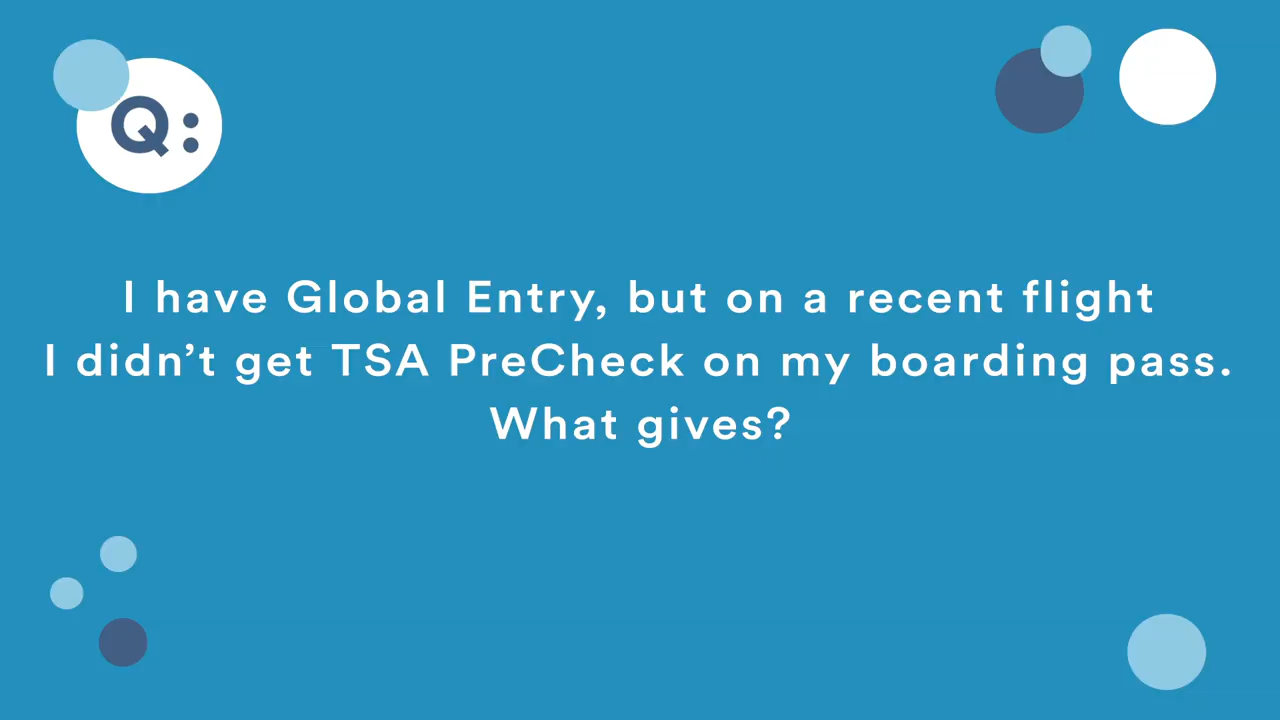 Q:
I have Global Entry, but on a recent flight
I didn’t get TSA PreCheck on my boarding pass.
What gives?